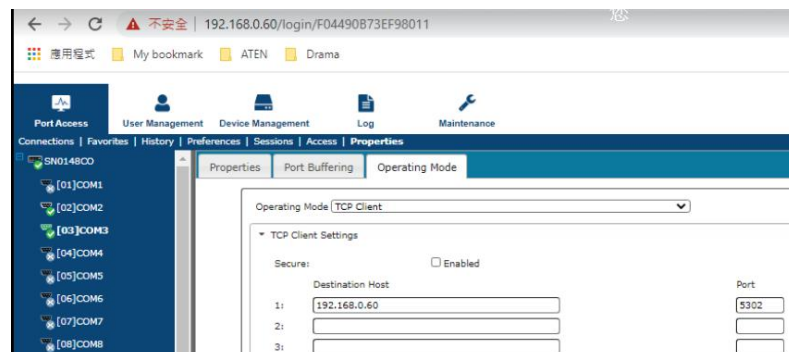 您
不安全 | 192.168.0.60/login/F04490B73EF98011
應用程式 My bookmark ATEN Drama
Port Access User Management Device Management Log Maintenance
Connections | Favorites | History | Preferences | Sessions | Access | Properties
SN0148CO
[01]COM1
[02]COM2
[03]COM3
[04]COM4
[05]COM5
[06]COM6
[07]COM7
[08]COM8
Properties Port Buffering Operating Mode
Operating Mode TCP Client
TCP Client Settings
Secure: Enabled
Destination Host Port
1: 192.168.0.60 5302
2:
3: